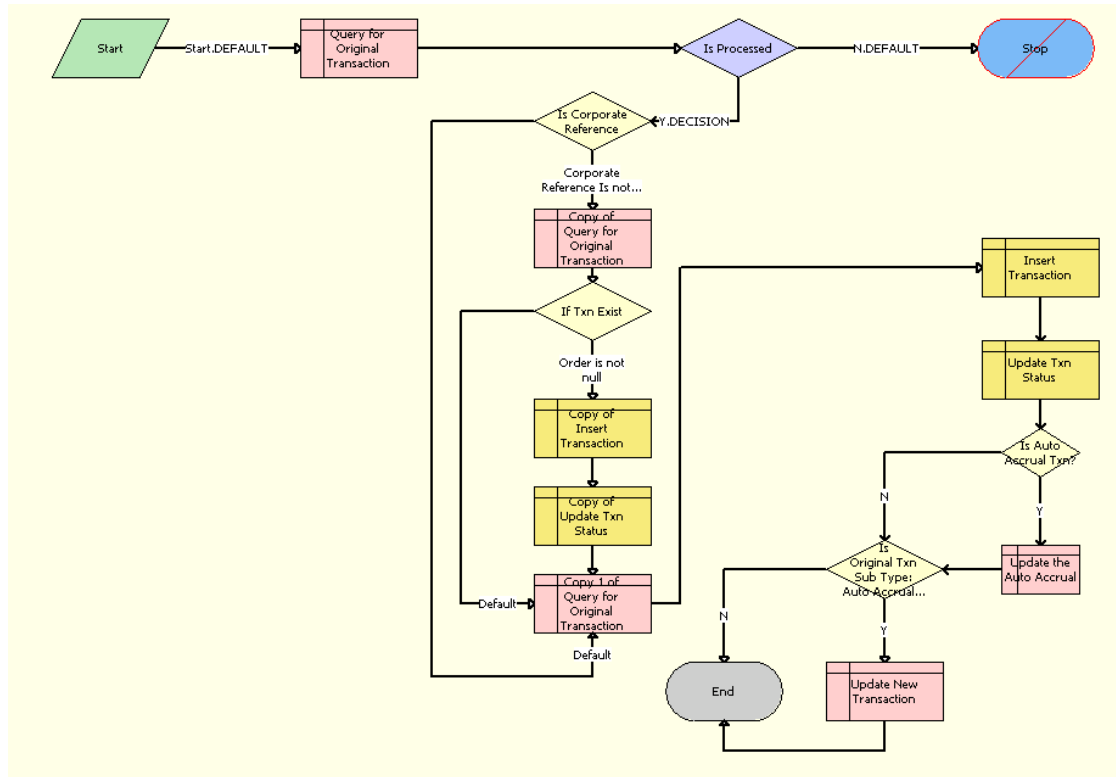 Start
Start.DEFAULT
Query for
Original
Transaction
Is Processed
N.DEFAULT
Stop
Y.DECISION
Is Corporate
Reference
Corporate
Reference Is not...
Copy of
Query for
Original
Transaction
If Txn Exist
Order is not
null
Copy of
Insert
Transaction
Copy of
Update Txn
Status
Default
Copy 1 of
Query for
Original
Transaction
Default
Insert
Transaction
Update Txn
Status
Is Auto
Accrual Txn?
N
Y
Update the
Auto Accrual
Is
Original Txn
Sub Type:
Auto Accrual...
N
Y
End
Update New
Transaction